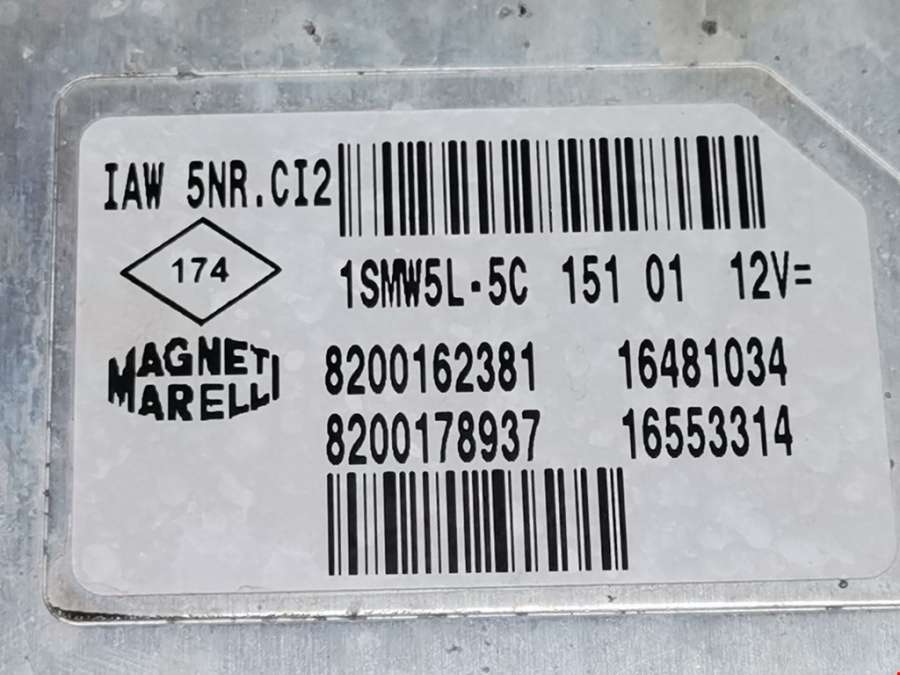 IAW 5NR.CI2
174
1SMW5L-5C 151 01 12V=
MAGNETI
MARELLI
8200162381 16481034
8200178937 16553314